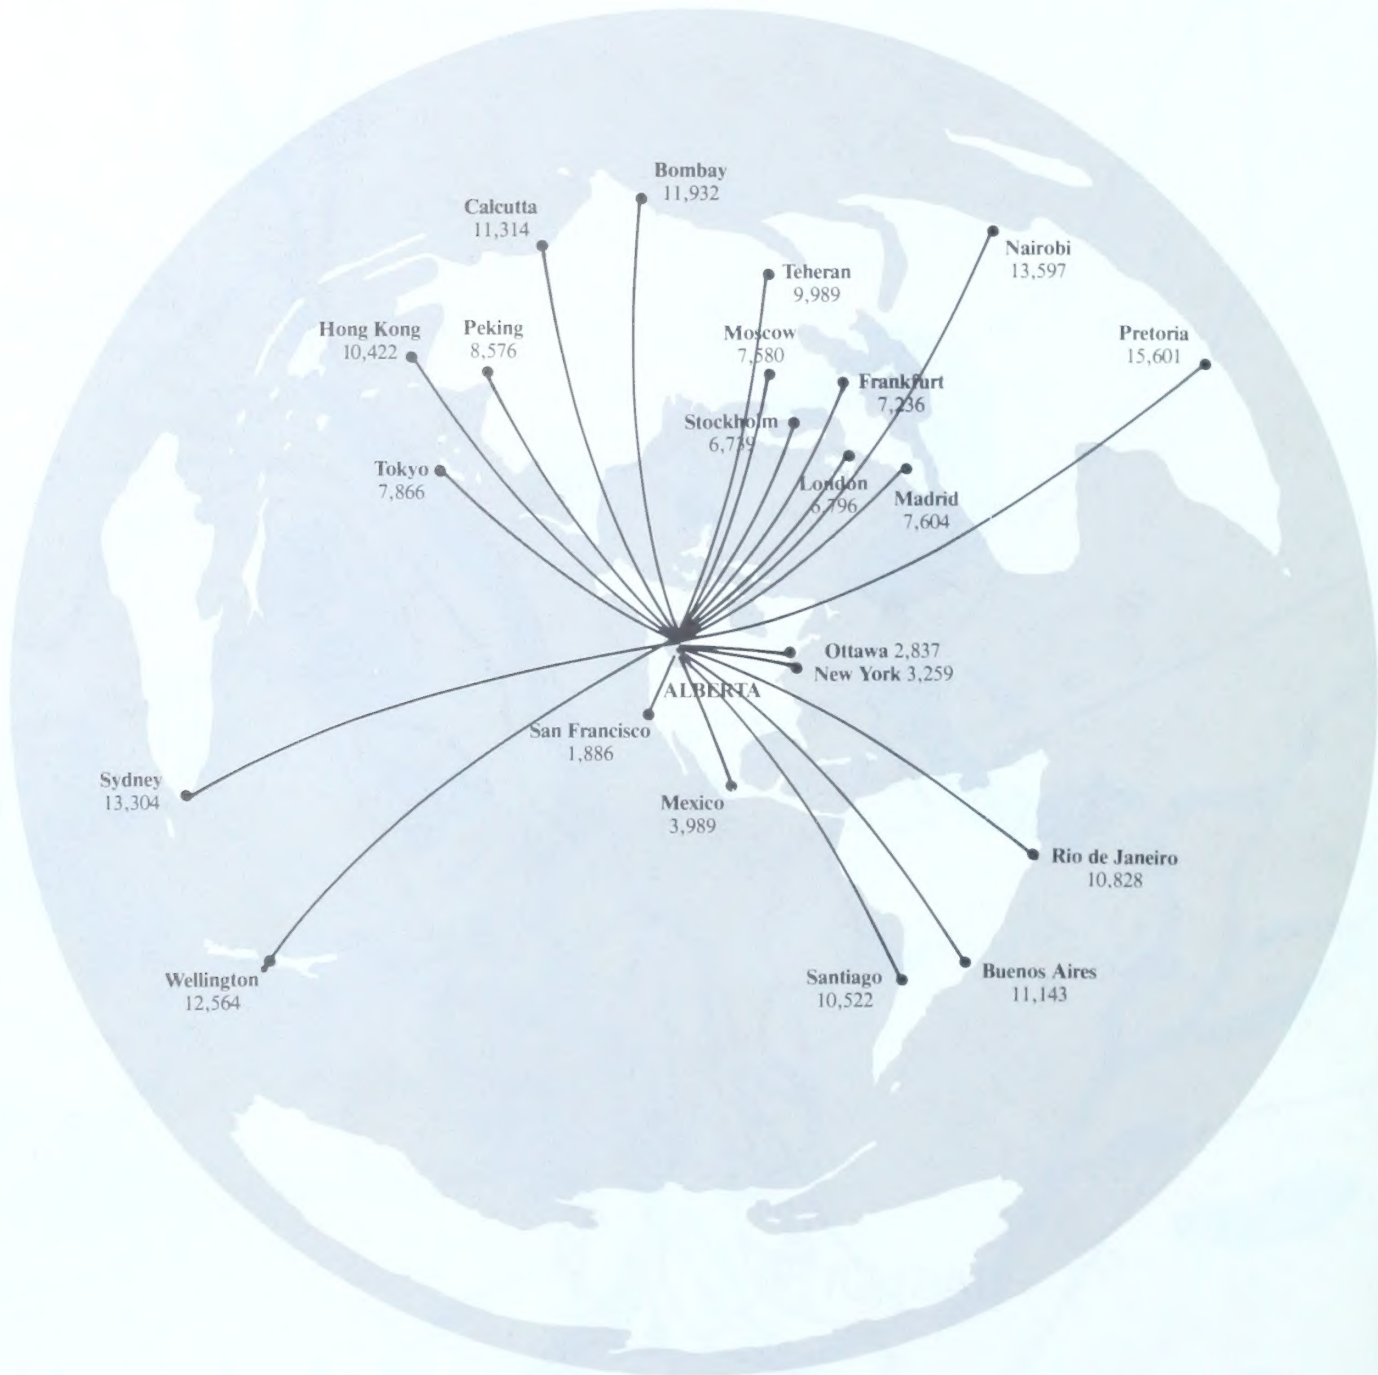 Bombay
11,932
Calcutta
11,314
Nairobi
13,597
Teheran
9,989
Hong Kong
10,422
Peking
8,576
Moscow
7,580
Pretoria
15,601
Frankfurt
7,236
Stockholm
6,739
Tokyo
7,866
London
6,796
Madrid
7,604
Ottawa 2,837
New York 3,259
ALBERTA
San Francisco
1,886
Sydney
13,304
Mexico
3,989
Rio de Janeiro
10,828
Wellington
12,564
Santiago
10,522
Buenos Aires
11,143